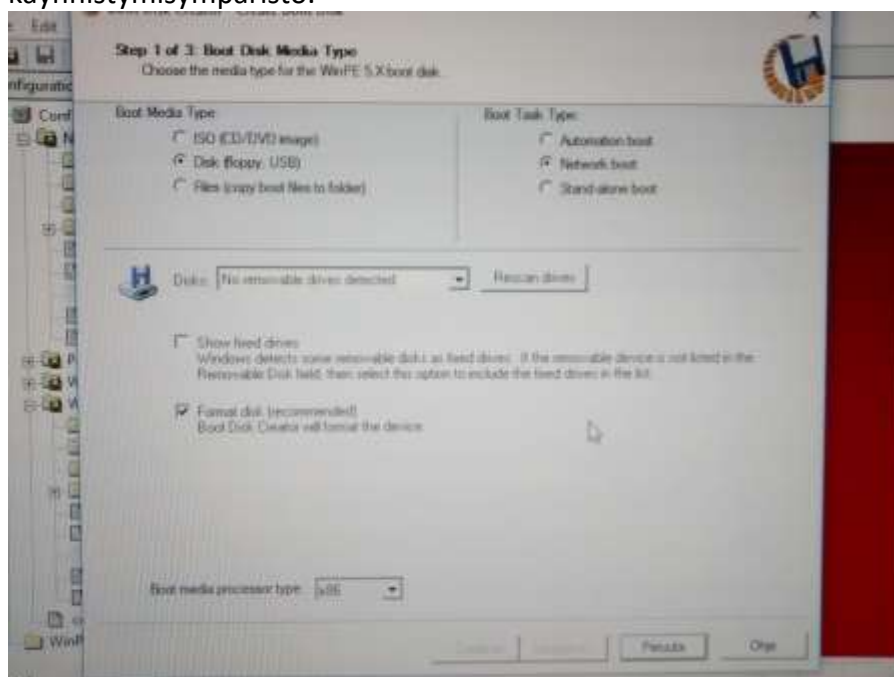 käynnistymisympäristö.
Edit
Step 1 of 3: Boot Disk Media Type
Choose the media type for the WinPE 5.X boot disk.
nfiguratio
Conf
N
Boot Media Type:
ISO (CD/DVD image)
Disk (floppy, USB)
Files (copy boot files to folder)
Boot Task Type:
Automation boot
Network boot
Stand-alone boot
Disks: No removable drives detected
Rescan drives
Show fixed drives
Windows detects some removable disks as fixed drives. If the removable device is not listed in the
Removable Disk field, then select this option to include the fixed drives in the list.
P
W
W
Format disk (recommended)
Boot Disk Creator will format the device
Boot media processor type: x86
WinP
Peruuta
Ohje